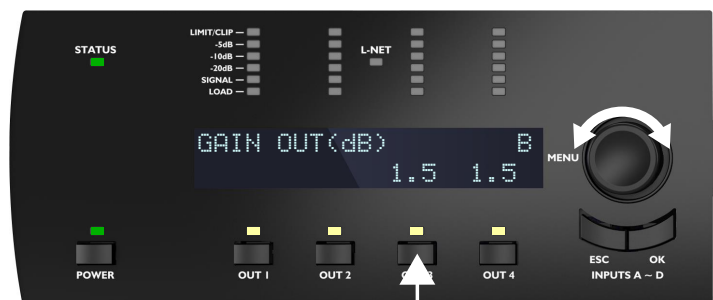 LIMIT/CLIP
-5dB
-10dB
-20dB
SIGNAL
LOAD
STATUS
L-NET
GAIN OUT(dB) B
1.5 1.5
MENU
POWER
OUT 1
OUT 2
OUT 4
ESC OK
INPUTS A ~ D